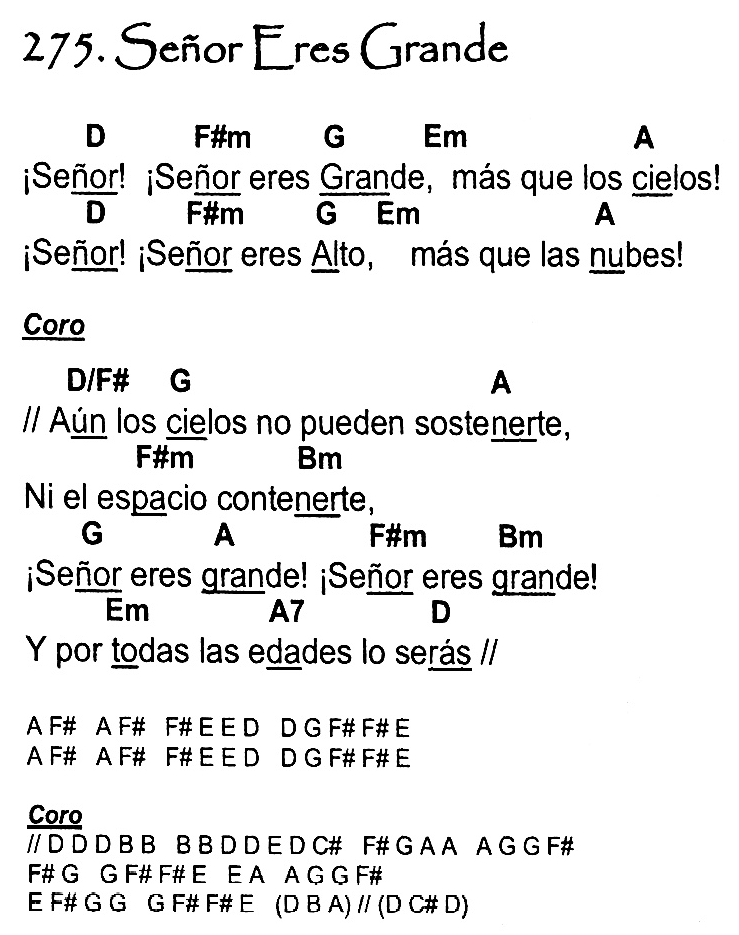 275. Señor Eres Grande
D F#m G Em A
¡Señor! ¡Señor eres Grande, más que los cielos!
D F#m G Em A
¡Señor! ¡Señor eres Alto, más que las nubes!
Coro
D/F# G A
// Aún los cielos no pueden sostenerte,
F#m Bm
Ni el espacio contenerte,
G A F#m Bm
¡Señor eres grande! ¡Señor eres grande!
Em A7 D
Y por todas las edades lo serás //
A F# A F# F# E E D D G F# F# E
A F# A F# F# E E D D G F# F# E
Coro
// D D D B B B B D D E D C# F# G A A A G G F#
F# G G F# F# E E A A G G F#
E F# G G G F# F# E (D B A) // (D C# D)